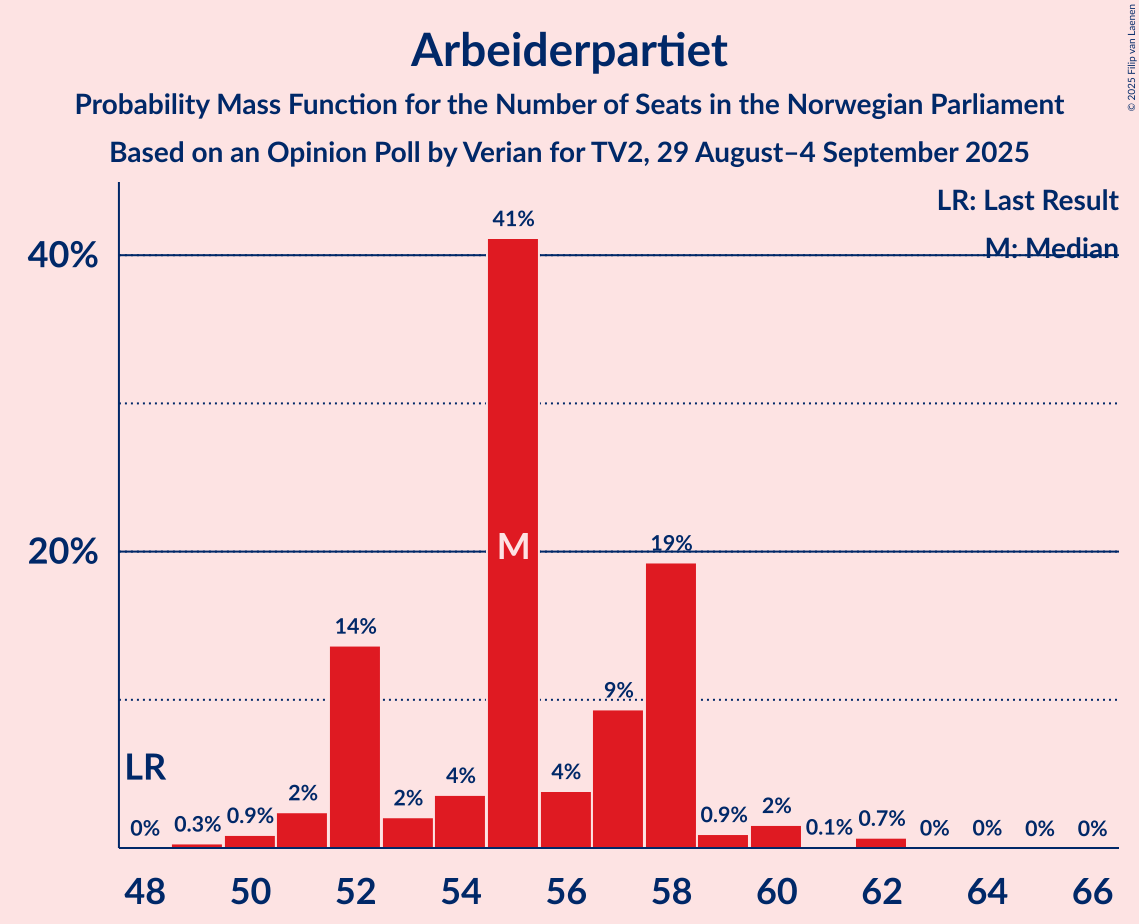 Arbeiderpartiet
Probability Mass Function for the Number of Seats in the Norwegian Parliament
Based on an Opinion Poll by Verian for TV2, 29 August–4 September 2025
© 2025 Filip van Laenen
LR: Last Result
M: Median
40%
20%
LR
M
0%
0.3%
0.9%
2%
14%
2%
4%
41%
4%
9%
19%
0.9%
2%
0.1%
0.7%
0%
0%
0%
0%
48 50 52 54 56 58 60 62 64 66